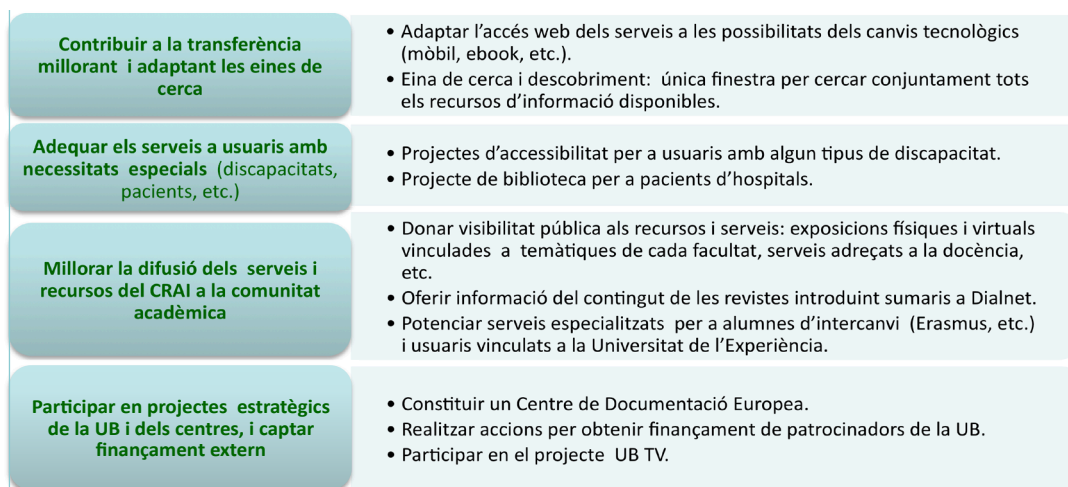 Contribuir a la transferència
millorant i adaptant les eines de
cerca
• Adaptar l'accés web dels serveis a les possibilitats dels canvis tecnològics
(mòbil, ebook, etc.).
• Eina de cerca i descobriment: única finestra per cercar conjuntament tots
els recursos d'informació disponibles.
Adequar els serveis a usuaris amb
necessitats especials (discapacitats,
pacients, etc.)
• Projectes d'accessibilitat per a usuaris amb algun tipus de discapacitat.
• Projecte de biblioteca per a pacients d'hospitals.
Millorar la difusió dels serveis i
recursos del CRAI a la comunitat
acadèmica
• Donar visibilitat pública als recursos i serveis: exposicions físiques i virtuals
vinculades a temàtiques de cada facultat, serveis adreçats a la docència,
etc.
• Oferir informació del contingut de les revistes introduint sumaris a Dialnet.
• Potenciar serveis especialitzats per a alumnes d'intercanvi (Erasmus, etc.)
i usuaris vinculats a la Universitat de l'Experiència.
Participar en projectes estratègics
de la UB i dels centres, i captar
finançament extern
• Constituir un Centre de Documentació Europea.
• Realitzar accions per obtenir finançament de patrocinadors de la UB.
• Participar en el projecte UB TV.